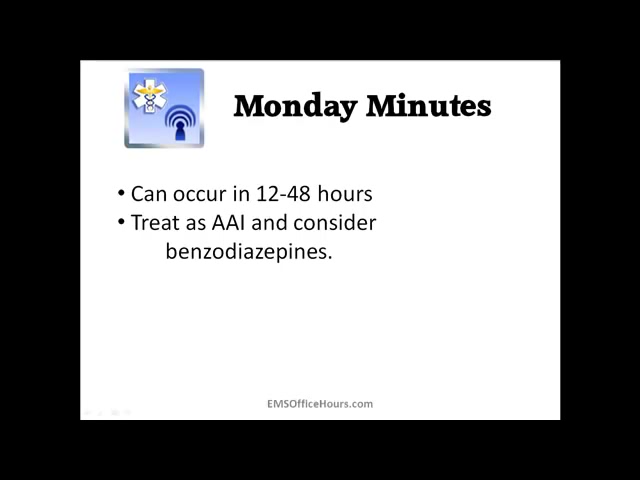 Monday Minutes
• Can occur in 12-48 hours
• Treat as AAI and consider
benzodiazepines.
EMSOfficeHours.com